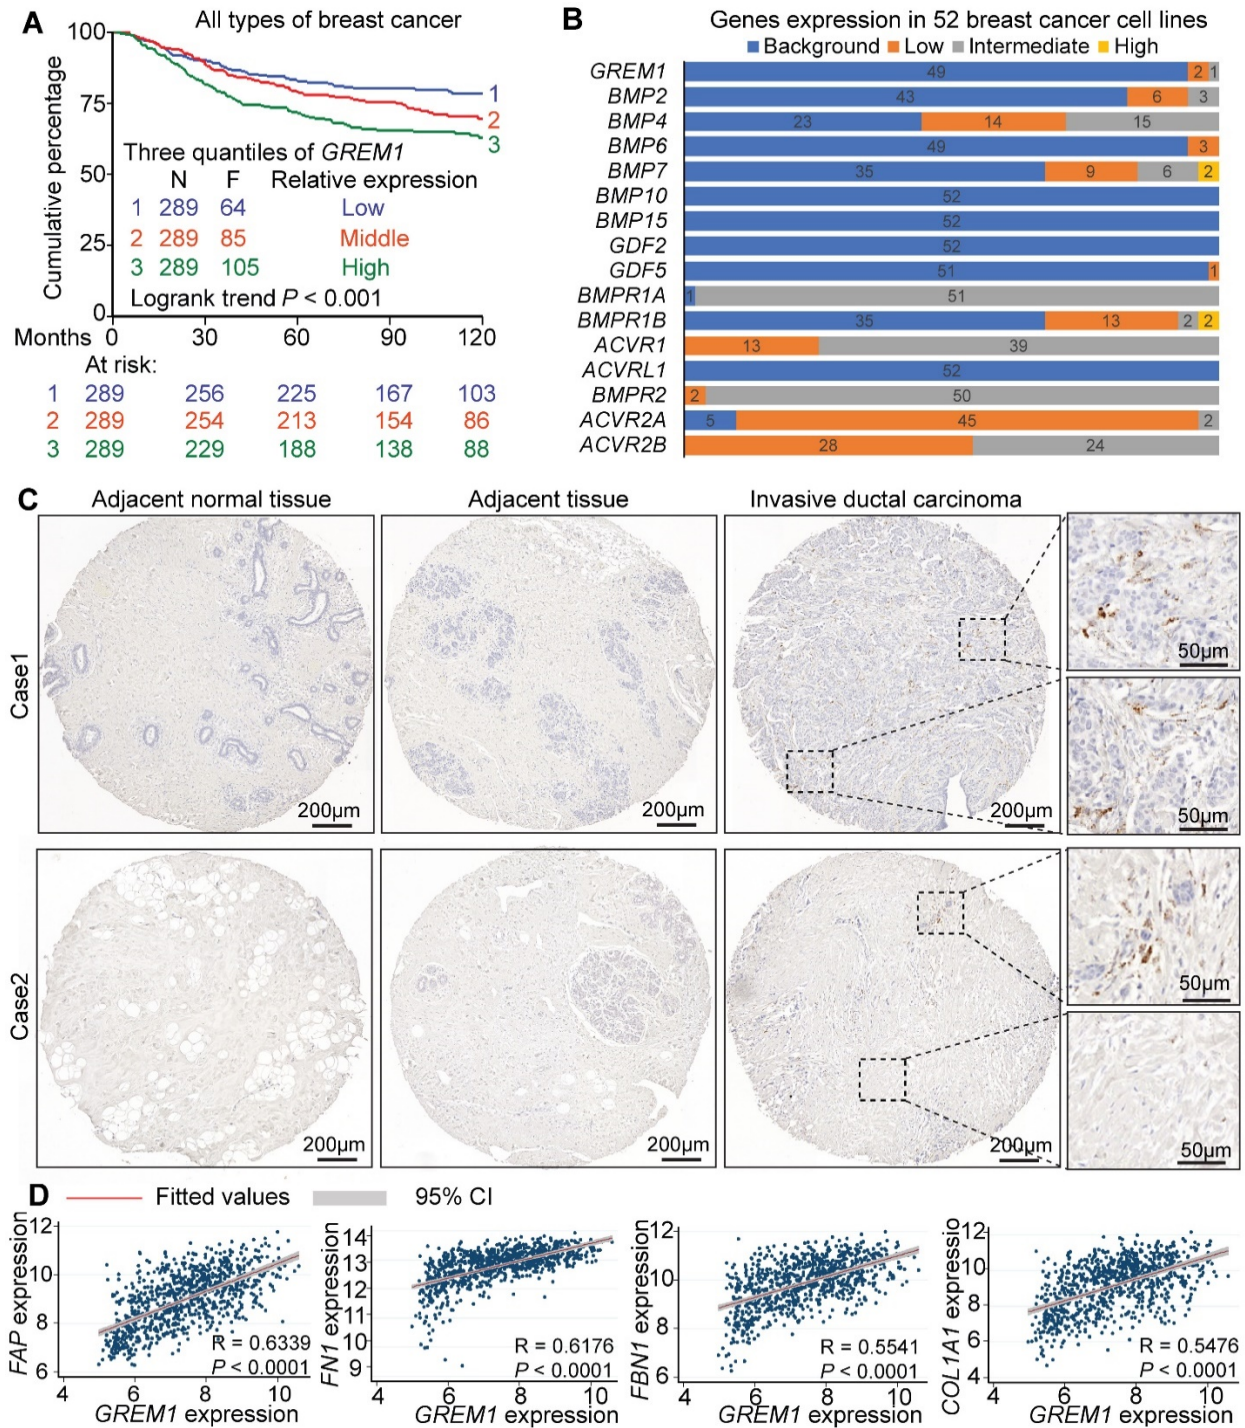 A
All types of breast cancer
Cumulative percentage
100
75
50
25
0
1
2
3
Three quantiles of GREM1
N F Relative expression
1 289 64 Low
2 289 85 Middle
3 289 105 High
Logrank trend P < 0.001
Months 0 30 60 90 120
At risk:
1 289 256 225 167 103
2 289 254 213 154 86
3 289 229 188 138 88
B
Genes expression in 52 breast cancer cell lines
Background Low Intermediate High
GREM1 49 2 1
BMP2 43 6 3
BMP4 23 14 15
BMP6 49 3
BMP7 35 9 6 2
BMP10 52
BMP15 52
GDF2 52
GDF5 51 1
BMPR1A 1 51
BMPR1B 35 13 2 2
ACVR1 13 39
ACVRL1 52
BMPR2 2 50
ACVR2A 5 45 2
ACVR2B 28 24
C
Adjacent normal tissue Adjacent tissue Invasive ductal carcinoma
Case1
200µm 200µm 200µm
50µm
50µm
Case2
200µm 200µm 200µm
50µm
50µm
D
Fitted values 95% CI
FAP expression
12
10
8
6
R = 0.6339
P < 0.0001
4 6 8 10
GREM1 expression
FN1 expression
14
13
12
11
10
9
R = 0.6176
P < 0.0001
4 6 8 10
GREM1 expression
FBN1 expression
12
10
8
6
R = 0.5541
P < 0.0001
4 6 8 10
GREM1 expression
COL1A1 expressio
12
10
8
6
4
R = 0.5476
P < 0.0001
4 6 8 10
GREM1 expression